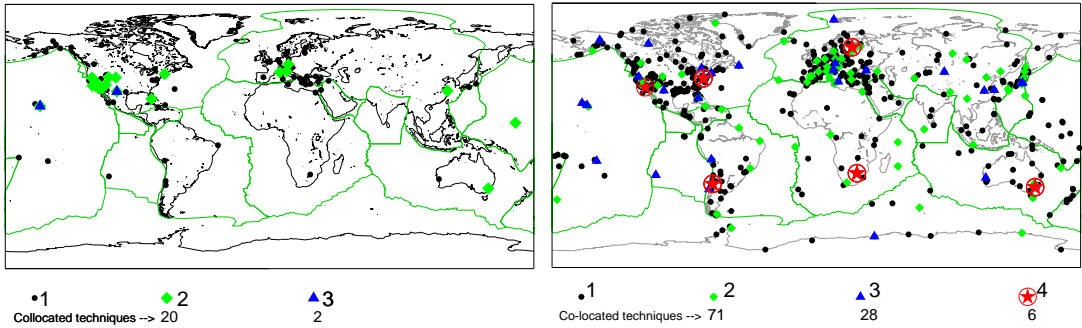 1 2 3
Collocated techniques --> 20 2
1 2 3 4
Co-located techniques --> 71 28 6